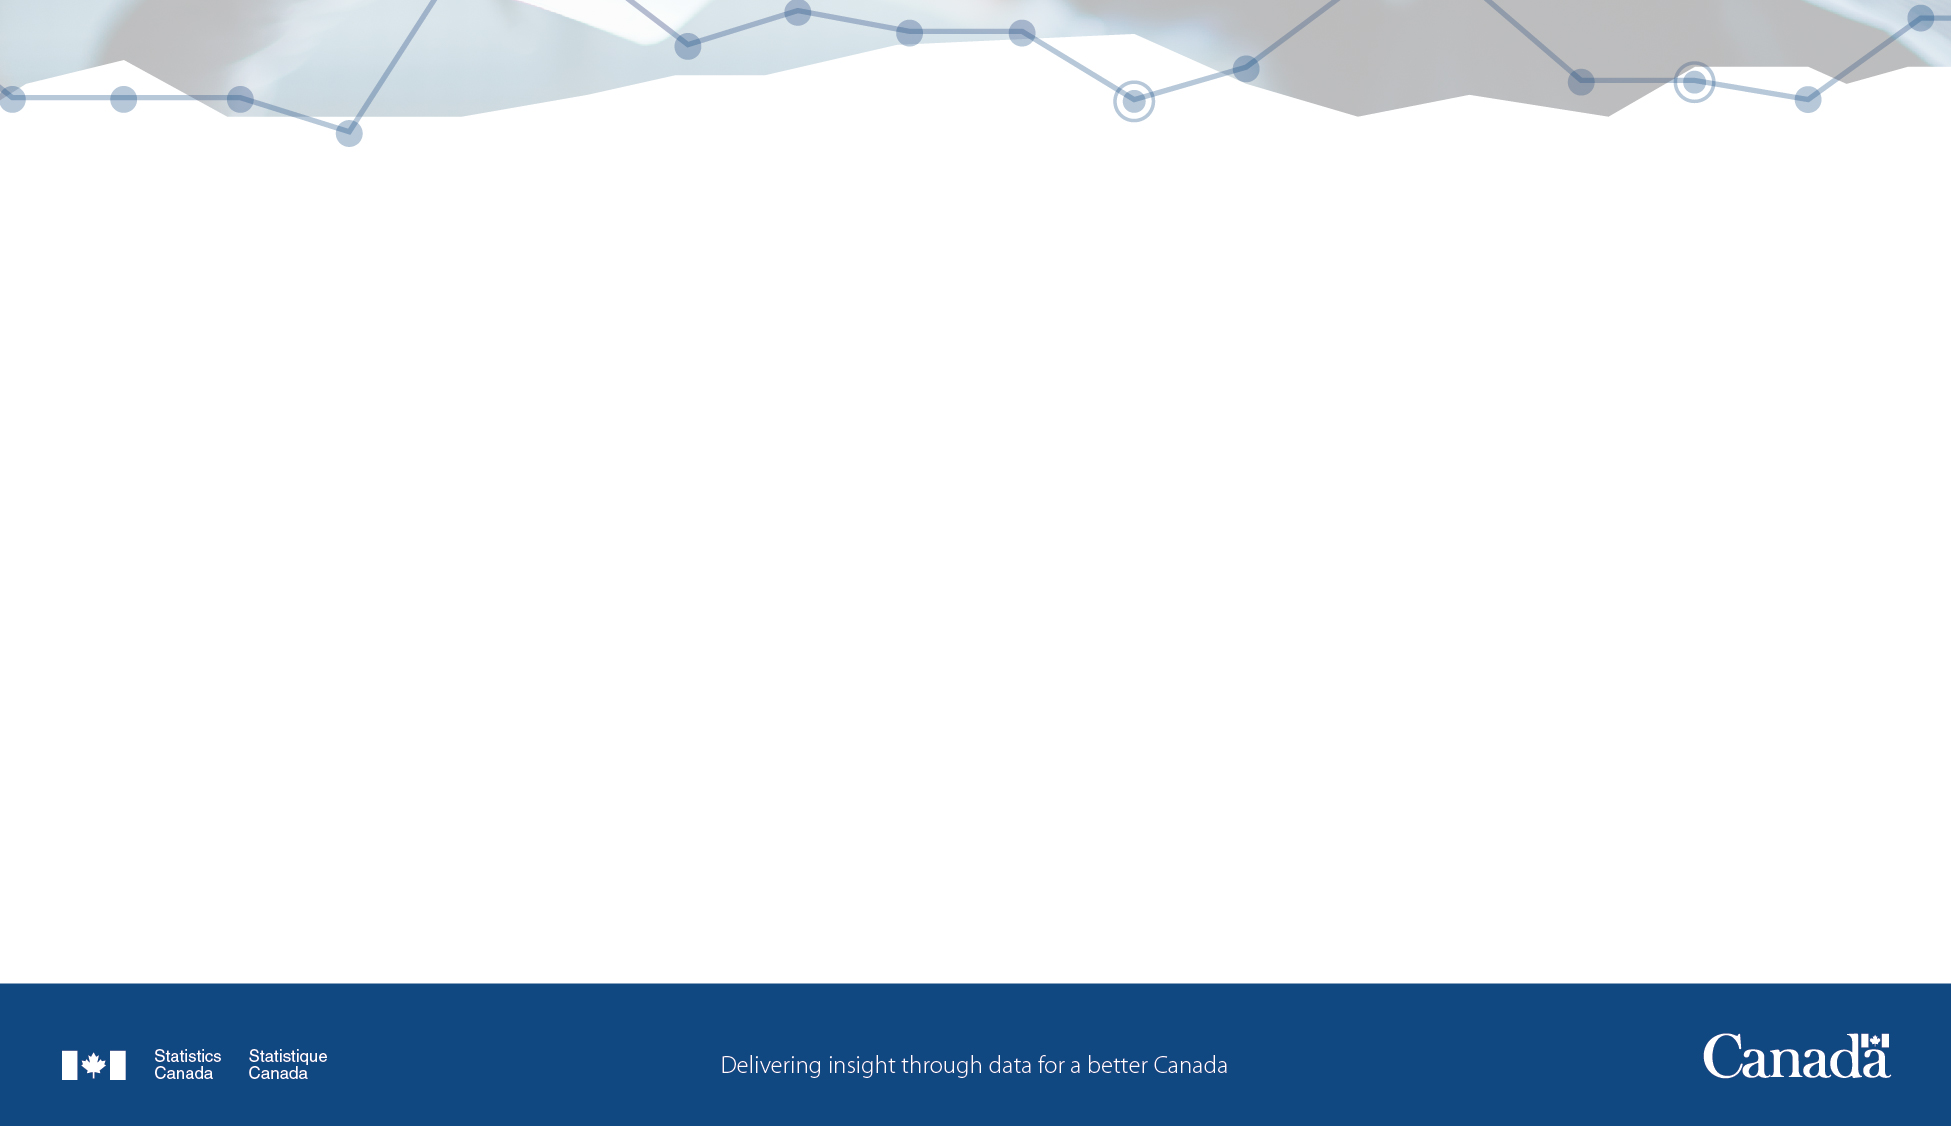 Statistics Canada
Statistique Canada
Delivering insight through data for a better Canada
Canada